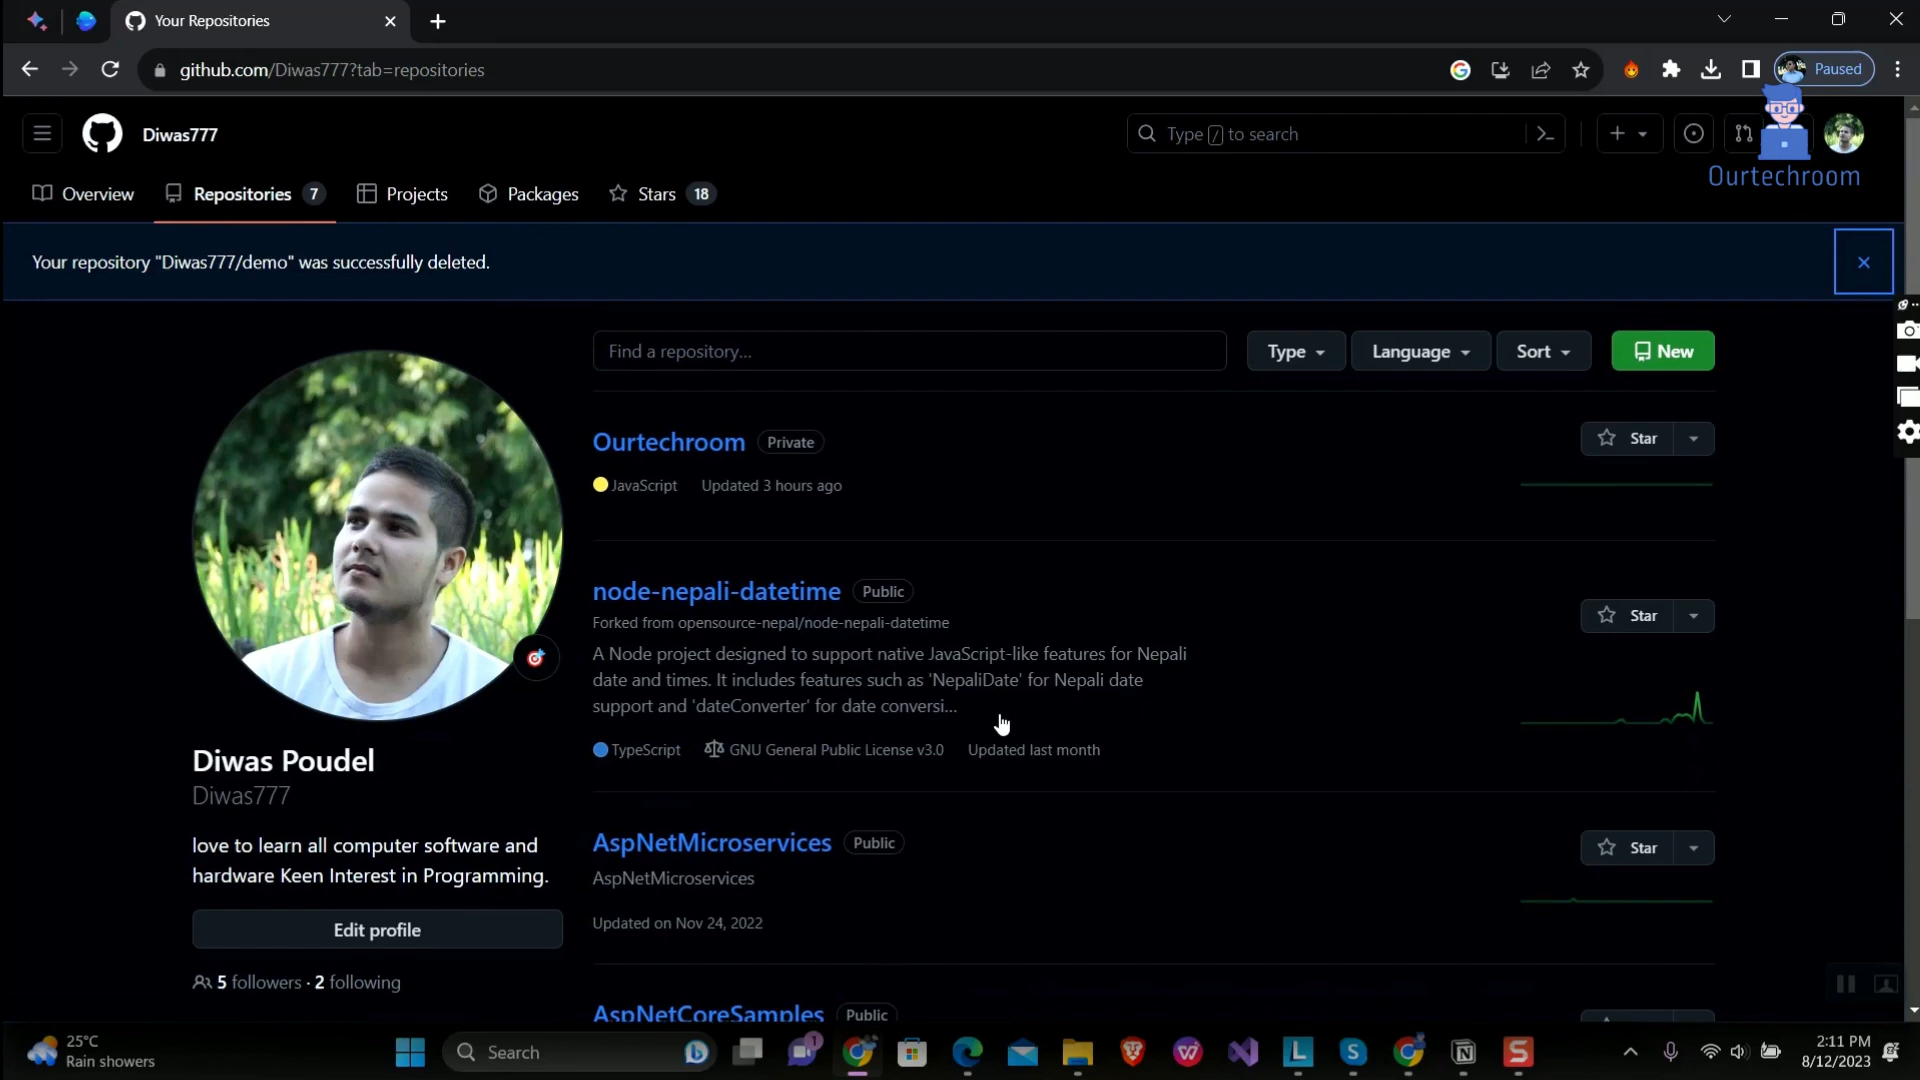 Your Repositories
github.com/Diwas777?tab=repositories
Paused
Diwas777
Type / to search
Ourtechroom
Overview
Repositories 7
Projects
Packages
Stars 18
Your repository "Diwas777/demo" was successfully deleted.
Find a repository...
Type
Language
Sort
New
Ourtechroom Private
Star
JavaScript Updated 3 hours ago
node-nepali-datetime Public
Star
Forked from opensource-nepal/node-nepali-datetime
A Node project designed to support native JavaScript-like features for Nepali
date and times. It includes features such as 'NepaliDate' for Nepali date
support and 'dateConverter' for date conversi...
TypeScript GNU General Public License v3.0 Updated last month
Diwas Poudel
Diwas777
love to learn all computer software and
hardware Keen Interest in Programming.
Edit profile
5 followers · 2 following
AspNetMicroservices Public
Star
AspNetMicroservices
Updated on Nov 24, 2022
AspNetCoreSamples Public
25°C
Rain showers
Search
1
2:11 PM
8/12/2023